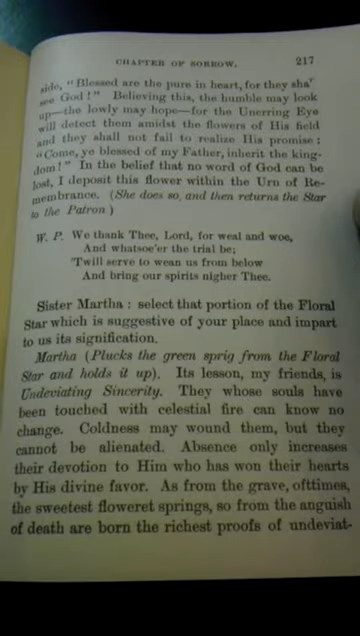 CHAPTER OF SORROW. 217
side, "Blessed are the pure in heart, for they shal
see God!" Believing this, the humble may look
up—the lowly may hope—for the Unerring Eye
will detect them amidst the flowers of His field
and they shall not fail to realize His promise:
"Come, ye blessed of my Father, inherit the king-
dom!" In the belief that no word of God can be
lost, I deposit this flower within the Urn of Re-
membrance. (She does so, and then returns the Star
to the Patron.)
W. P. We thank Thee, Lord, for weal and woe,
And whatsoe'er the trial be;
'Twill serve to wean us from below
And bring our spirits nigher Thee.
Sister Martha: select that portion of the Floral
Star which is suggestive of your place and impart
to us its signification.
Martha (Plucks the green sprig from the Floral
Star and holds it up). Its lesson, my friends, is
Undeviating Sincerity. They whose souls have
been touched with celestial fire can know no
change. Coldness may wound them, but they
cannot be alienated. Absence only increases
their devotion to Him who has won their hearts
by His divine favor. As from the grave, ofttimes,
the sweetest floweret springs, so from the anguish
of death are born the richest proofs of undeviat-